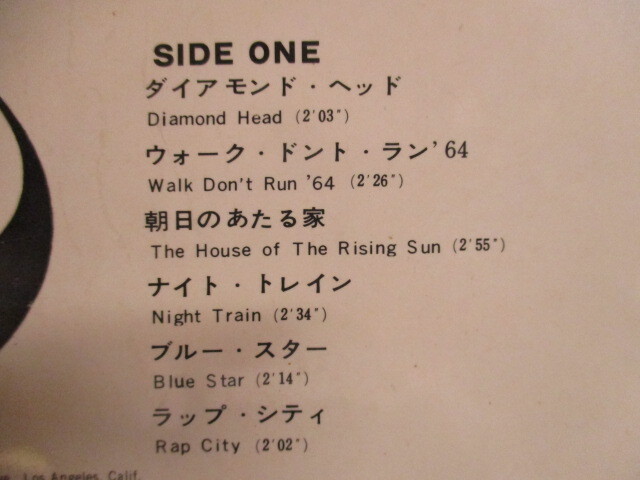 SIDE ONE
ダイアモンド・ヘッド
Diamond Head (2'03")
ウォーク・ドント・ラン'64
Walk Don't Run '64 (2'26")
朝日のあたる家
The House of The Rising Sun (2'55")
ナイト・トレイン
Night Train (2'34")
ブルー・スター
Blue Star (2'14")
ラップ・シティ
Rap City (2'02")
Los Angeles, Calif.